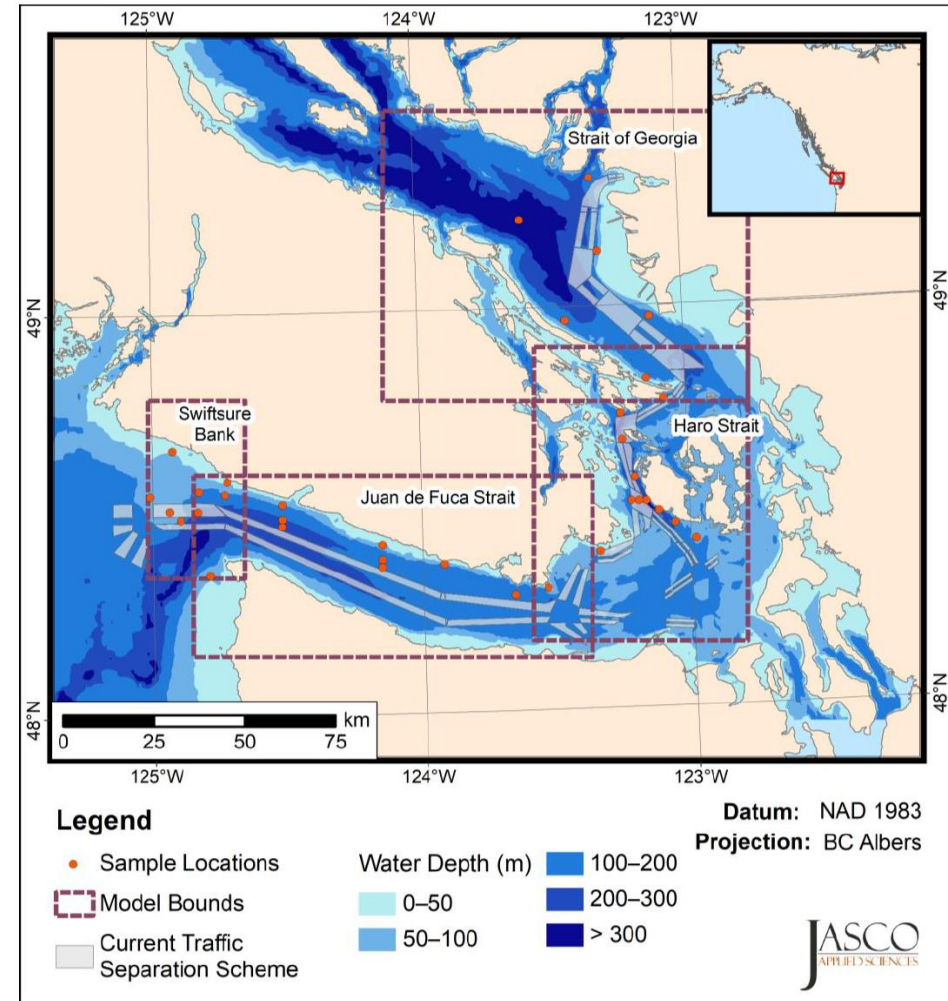 125°W
124°W
123°W
Strait of Georgia
49°N
49°N
Swiftsure
Bank
Haro Strait
Juan de Fuca Strait
48°N
48°N
km
0
25
50
75
125°W
124°W
123°W
Legend
Sample Locations
Model Bounds
Current Traffic
Separation Scheme
Water Depth (m)
0–50
50–100
100–200
200–300
> 300
Datum: NAD 1983
Projection: BC Albers
JASCO
APPLIED SCIENCES